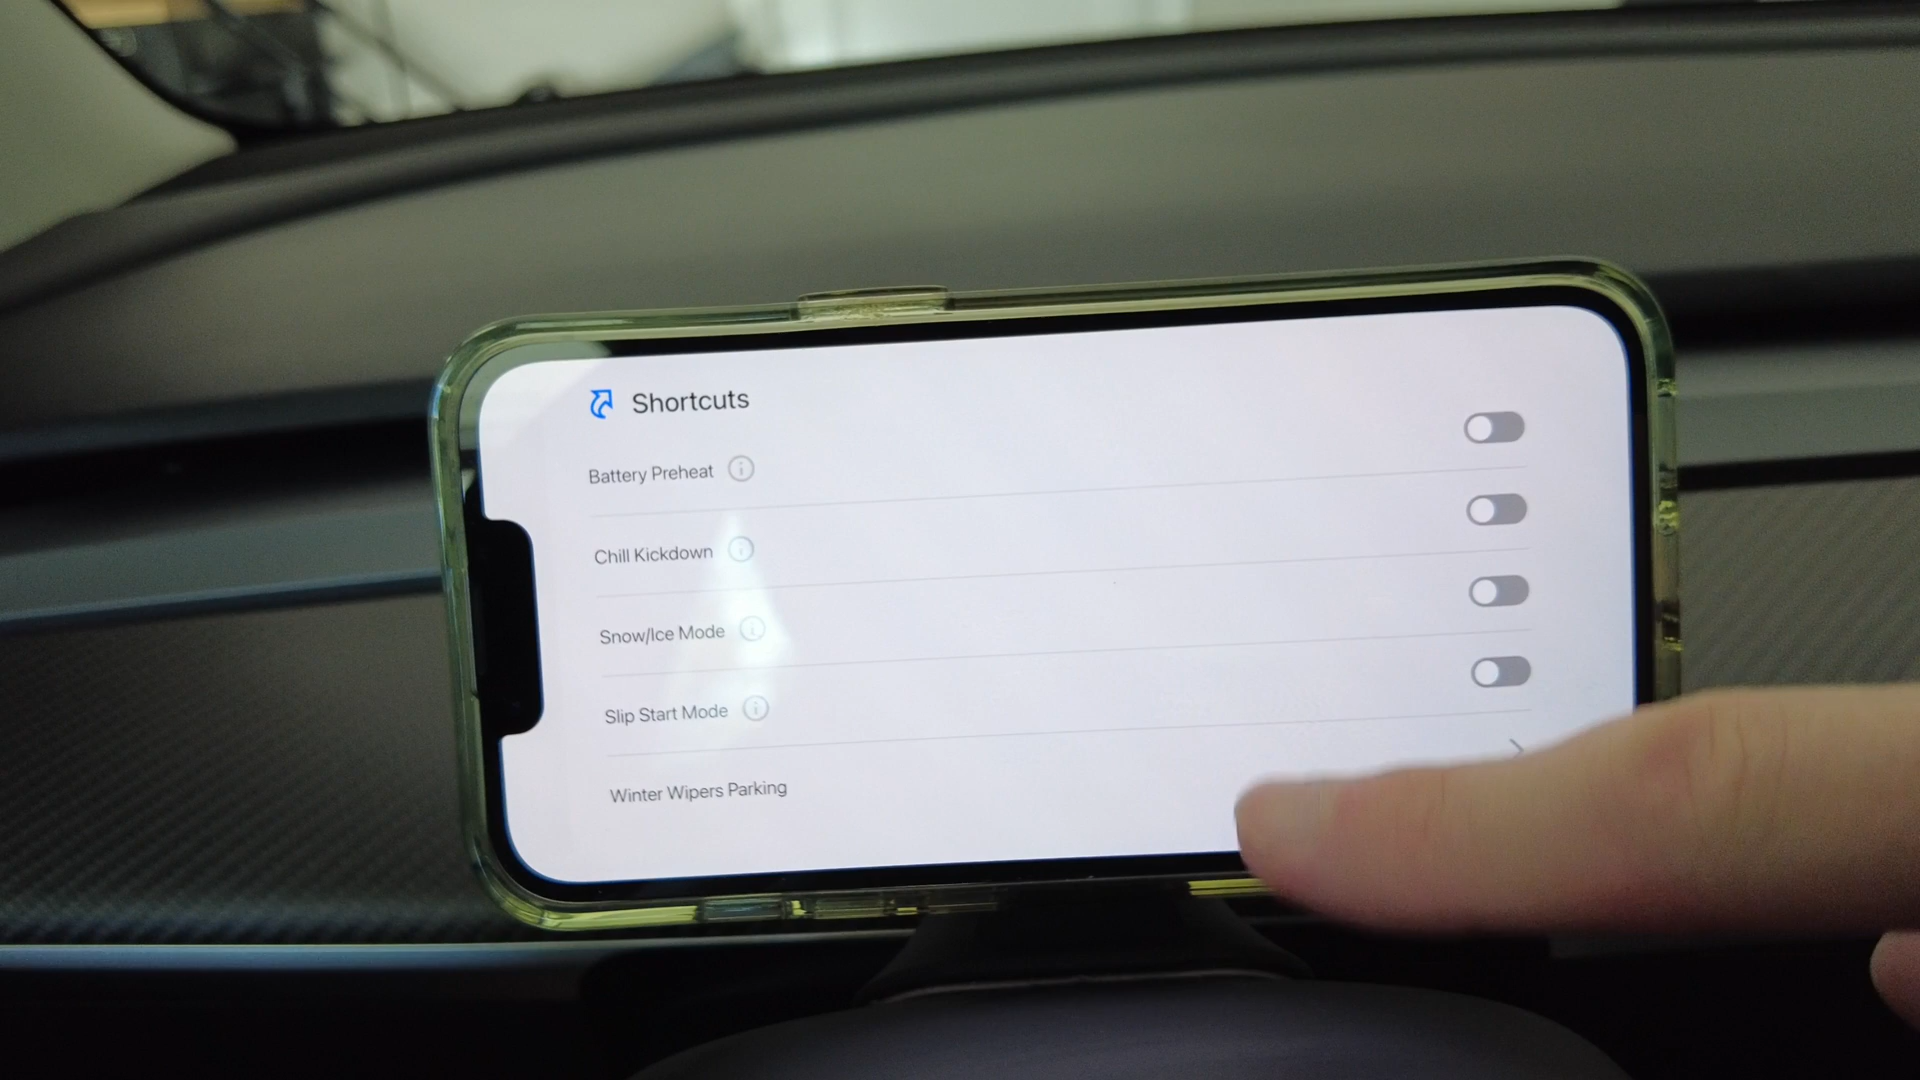 Shortcuts
Battery Preheat
Chill Kickdown
Snow/Ice Mode
Slip Start Mode
Winter Wipers Parking